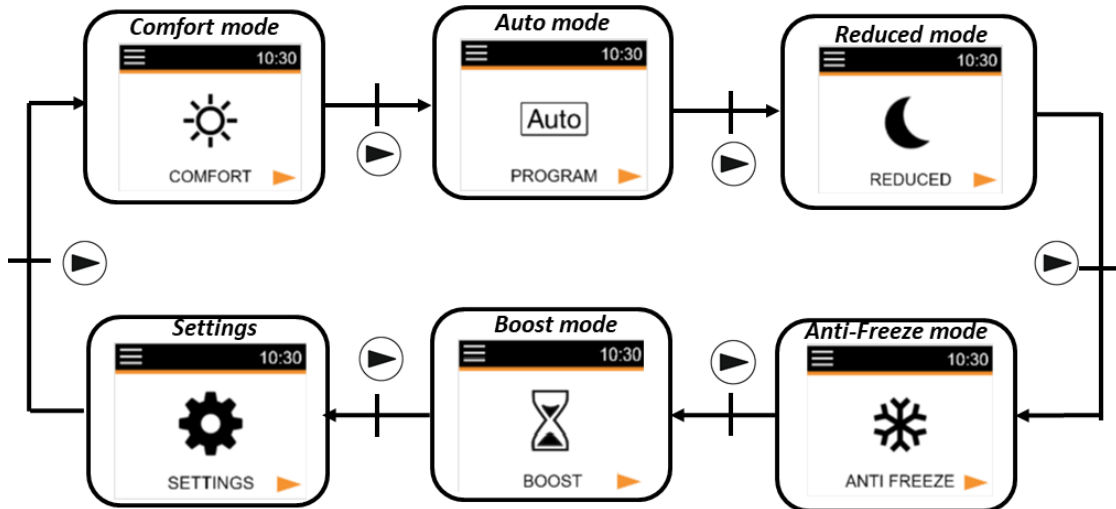 Comfort mode
10:30
COMFORT
Auto mode
10:30
Auto
PROGRAM
Reduced mode
10:30
REDUCED
Settings
10:30
SETTINGS
Boost mode
10:30
BOOST
Anti-Freeze mode
10:30
ANTI FREEZE